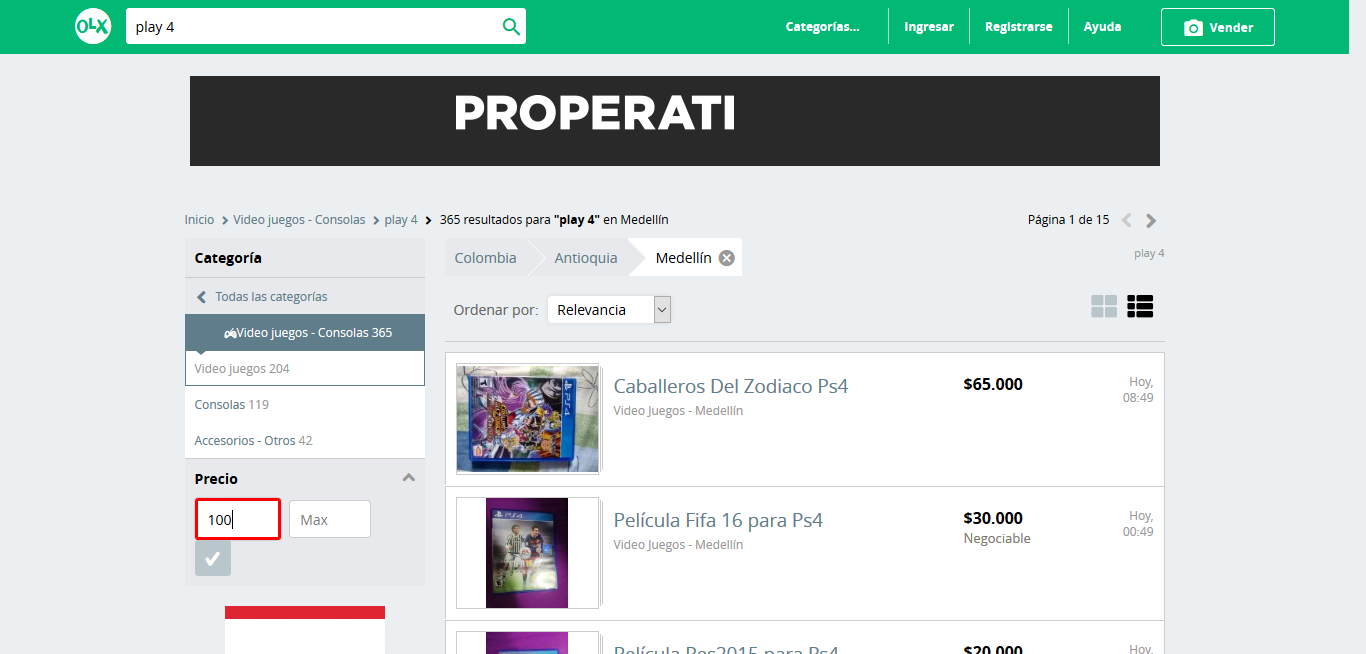 OLX play 4 Categorías... Ingresar Registrarse Ayuda Vender
PROPERATI
Inicio Video juegos - Consolas play 4 365 resultados para "play 4" en Medellín Página 1 de 15
Categoría
Colombia Antioquia Medellín play 4
Todas las categorías
Ordenar por: Relevancia
Video juegos - Consolas 365
Video juegos 204
Consolas 119
Accesorios - Otros 42
Precio
100 Max
Caballeros Del Zodiaco Ps4 $65.000 Hoy,
08:49
Video Juegos - Medellín
Película Fifa 16 para Ps4 $30.000 Hoy,
00:49
Video Juegos - Medellín Negociable
Película Pes2015 para Ps4 $20.000 Hoy,